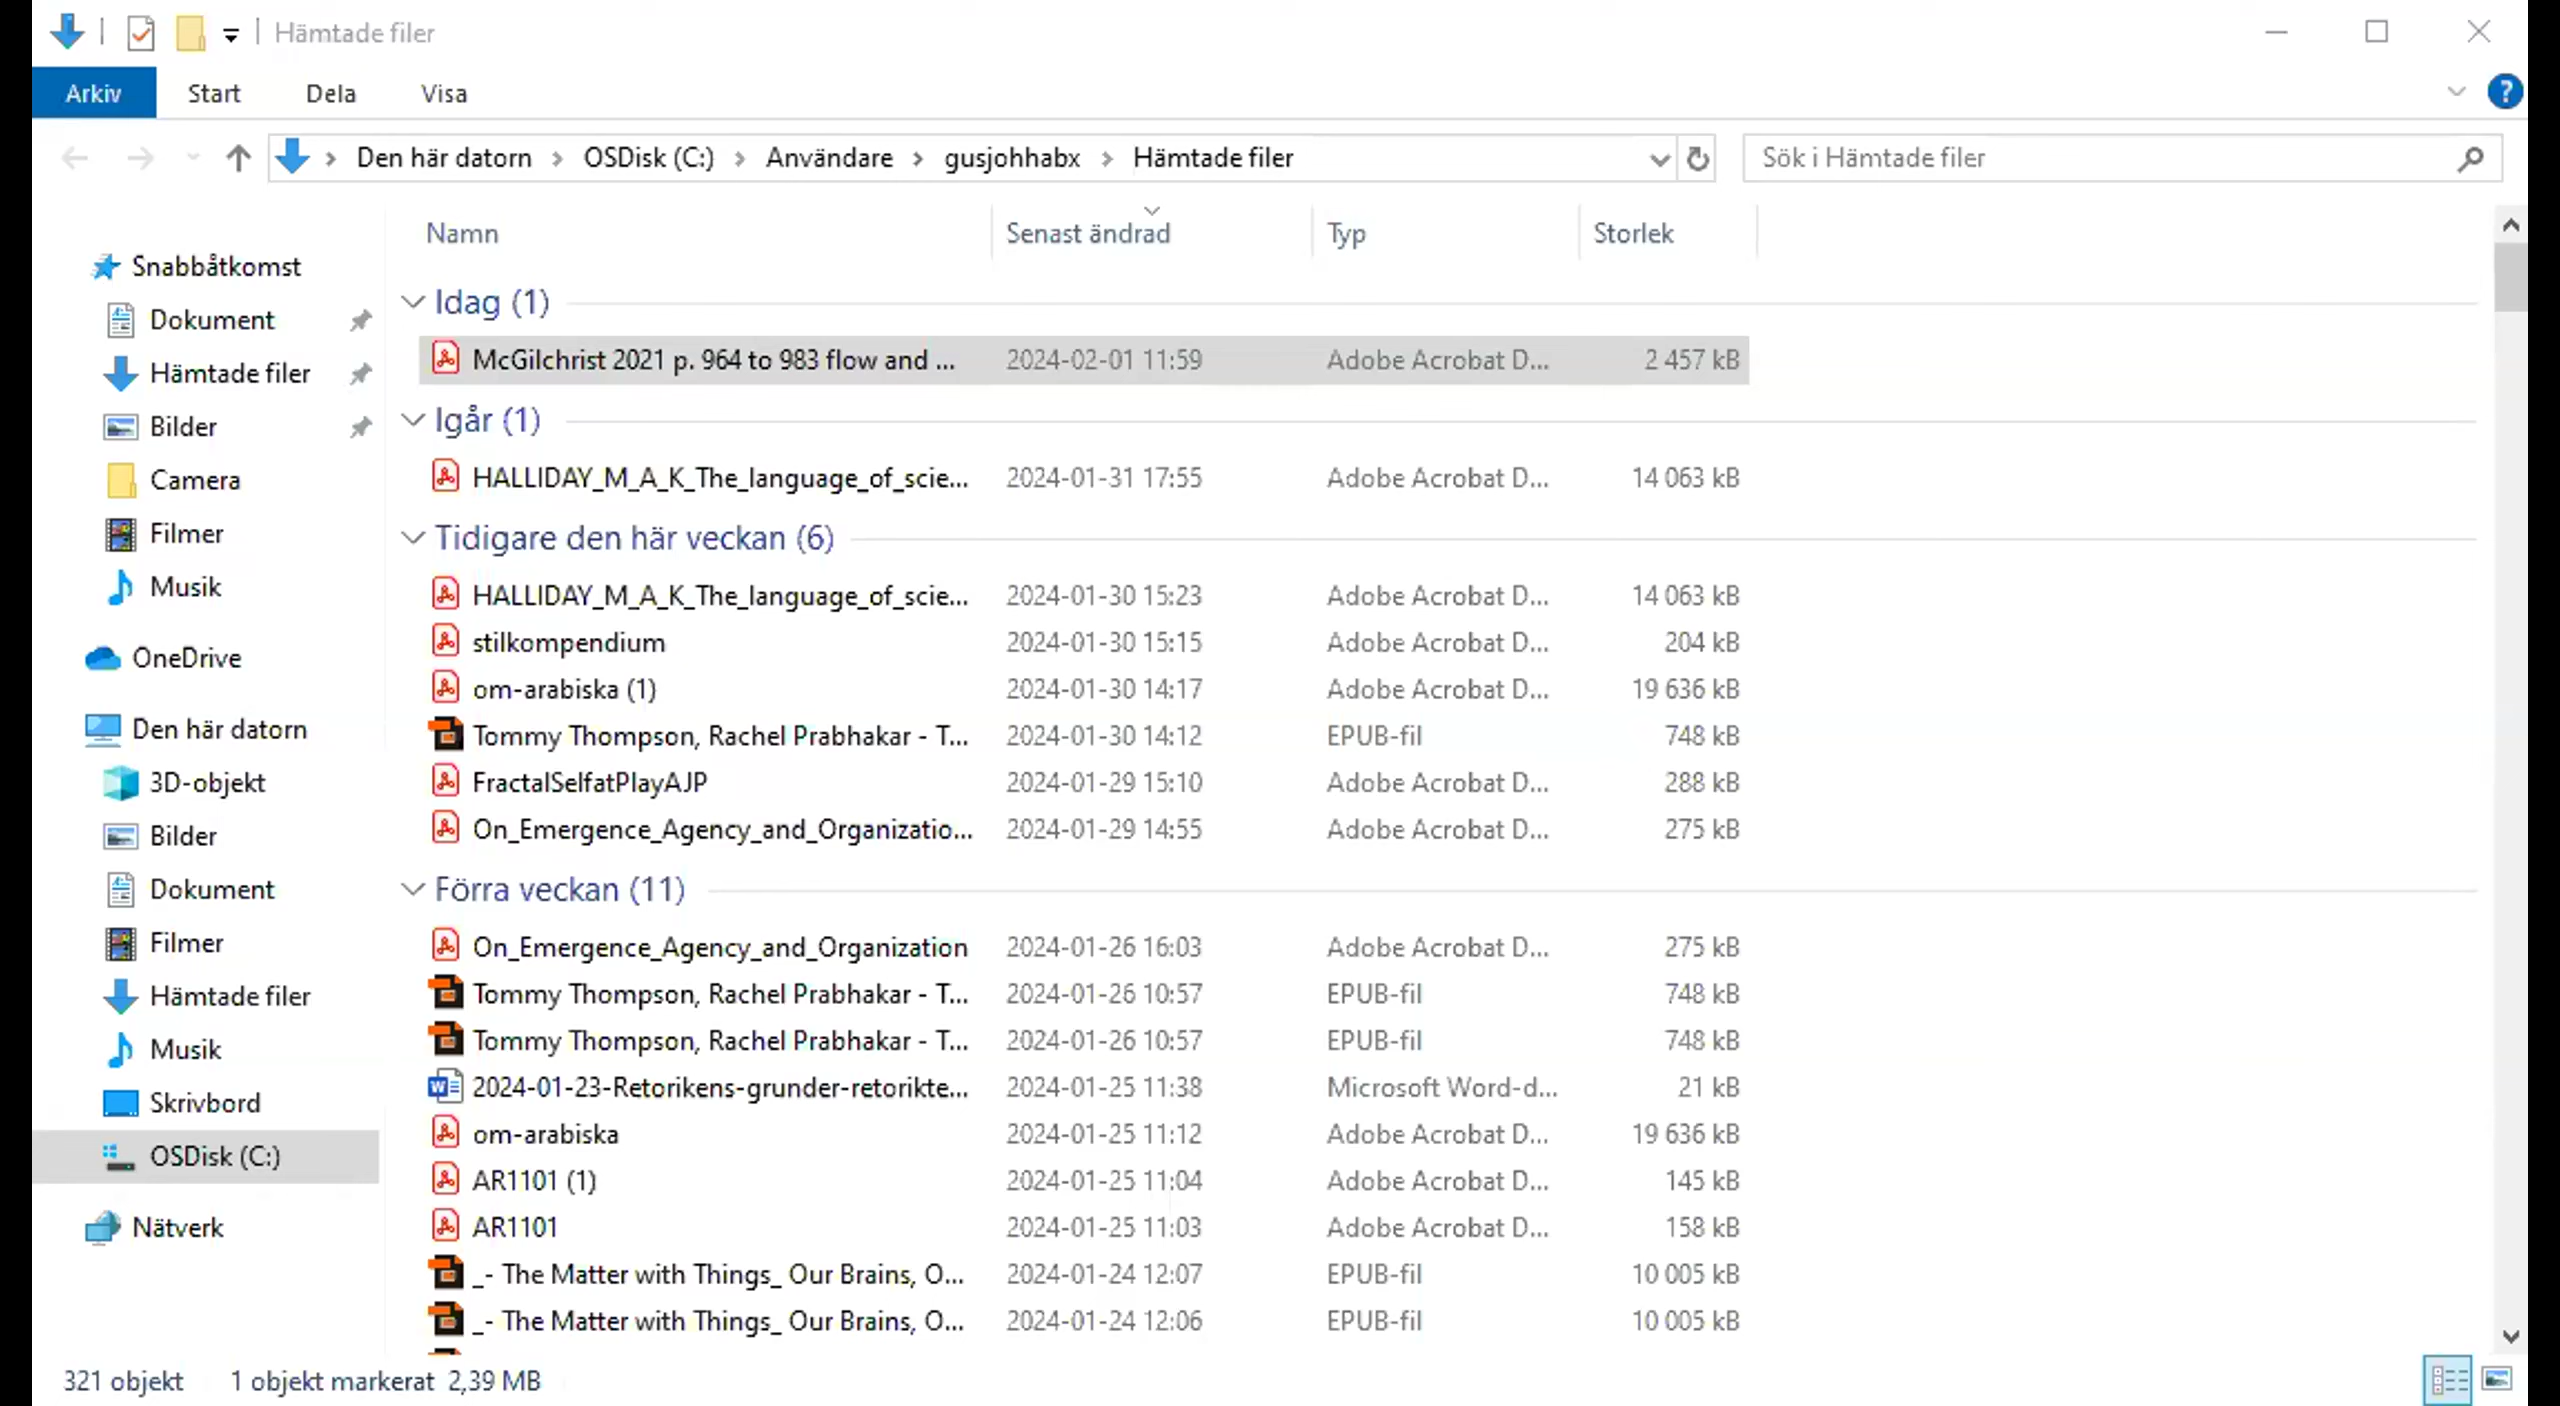 Hämtade filer
Arkiv Start Dela Visa
Den här datorn OSDisk (C:) Användare gusjohhabx Hämtade filer Sök i Hämtade filer
Namn Senast ändrad Typ Storlek
Snabbåtkomst
Dokument
Hämtade filer
Bilder
Camera
Filmer
Musik
OneDrive
Den här datorn
3D-objekt
Bilder
Dokument
Filmer
Hämtade filer
Musik
Skrivbord
OSDisk (C:)
Nätverk
Idag (1)
McGilchrist 2021 p. 964 to 983 flow and ... 2024-02-01 11:59 Adobe Acrobat D... 2 457 kB
Igår (1)
HALLIDAY_M_A_K_The_language_of_scie... 2024-01-31 17:55 Adobe Acrobat D... 14 063 kB
Tidigare den här veckan (6)
HALLIDAY_M_A_K_The_language_of_scie... 2024-01-30 15:23 Adobe Acrobat D... 14 063 kB
stilkompendium 2024-01-30 15:15 Adobe Acrobat D... 204 kB
om-arabiska (1) 2024-01-30 14:17 Adobe Acrobat D... 19 636 kB
Tommy Thompson, Rachel Prabhakar - T... 2024-01-30 14:12 EPUB-fil 748 kB
FractalSelfatPlayAJP 2024-01-29 15:10 Adobe Acrobat D... 288 kB
On_Emergence_Agency_and_Organizatio... 2024-01-29 14:55 Adobe Acrobat D... 275 kB
Förra veckan (11)
On_Emergence_Agency_and_Organization 2024-01-26 16:03 Adobe Acrobat D... 275 kB
Tommy Thompson, Rachel Prabhakar - T... 2024-01-26 10:57 EPUB-fil 748 kB
Tommy Thompson, Rachel Prabhakar - T... 2024-01-26 10:57 EPUB-fil 748 kB
2024-01-23-Retorikens-grunder-retorikte... 2024-01-25 11:38 Microsoft Word-d... 21 kB
om-arabiska 2024-01-25 11:12 Adobe Acrobat D... 19 636 kB
AR1101 (1) 2024-01-25 11:04 Adobe Acrobat D... 145 kB
AR1101 2024-01-25 11:03 Adobe Acrobat D... 158 kB
_- The Matter with Things_ Our Brains, O... 2024-01-24 12:07 EPUB-fil 10 005 kB
_- The Matter with Things_ Our Brains, O... 2024-01-24 12:06 EPUB-fil 10 005 kB
321 objekt 1 objekt markerat 2,39 MB